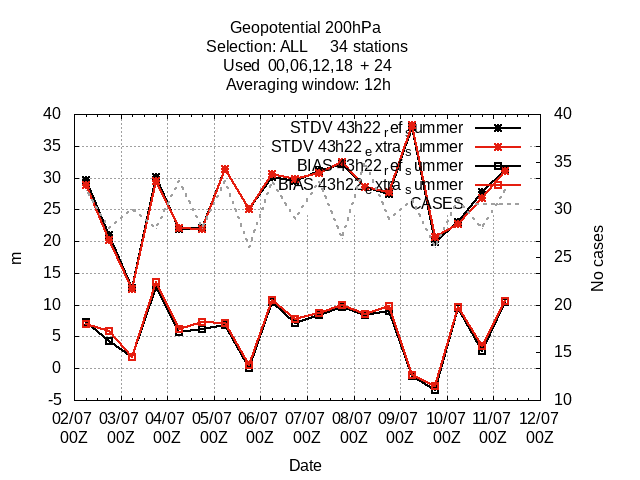 Geopotential 200hPa
Selection: ALL 34 stations
Used 00,06,12,18 + 24
Averaging window: 12h
40 40
STDV 43h22_ref_summer
35 STDV 43h22_extra_summer 35
BIAS 43h22_ref_summer
30 BIAS 43h22_extra_summer
CASES 30
25
20 25
m No cases
15
10 20
5 15
0
-5 10
02/07 03/07 04/07 05/07 06/07 07/07 08/07 09/07 10/07 11/07 12/07
00Z 00Z 00Z 00Z 00Z 00Z 00Z 00Z 00Z 00Z 00Z
Date